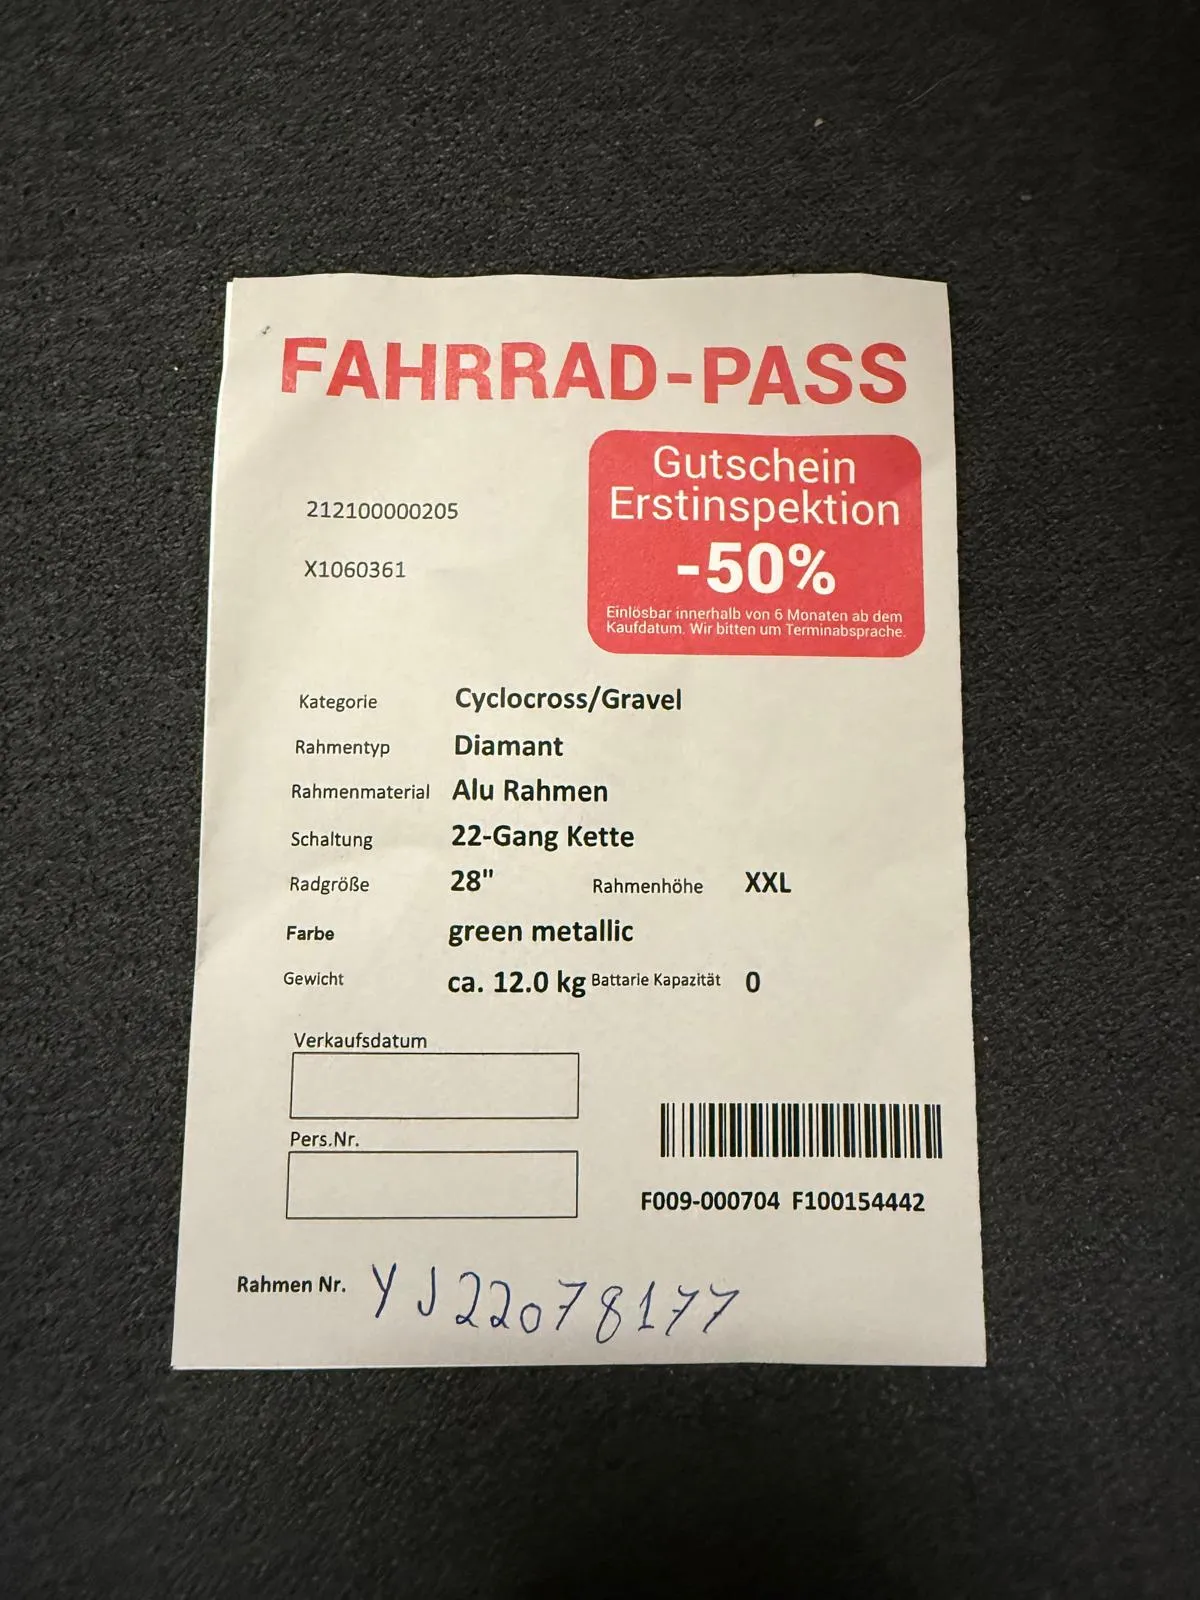 FAHRRAD-PASS
Gutschein
Erstinspektion
-50%
Einlösbar innerhalb von 6 Monaten ab dem
Kaufdatum. Wir bitten um Terminabsprache.
212100000205
X1060361
Kategorie Cyclocross/Gravel
Rahmentyp Diamant
Rahmenmaterial Alu Rahmen
Schaltung 22-Gang Kette
Radgröße 28" Rahmenhöhe XXL
Farbe green metallic
Gewicht ca. 12.0 kg Battarie Kapazität 0
Verkaufsdatum
Pers.Nr.
F009-000704 F100154442
Rahmen Nr. YJ22078177